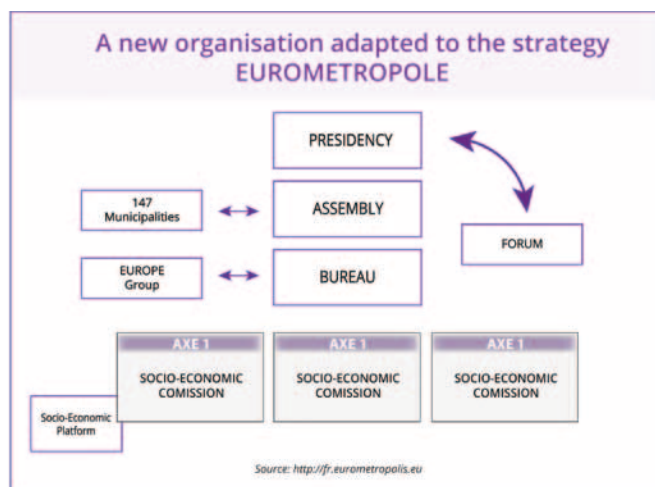 A new organisation adapted to the strategy
EUROMETROPOLE
PRESIDENCY
147
Municipalities
ASSEMBLY
FORUM
EUROPE
Group
BUREAU
AXE 1
SOCIO-ECONOMIC
COMISSION
AXE 1
SOCIO-ECONOMIC
COMISSION
AXE 1
SOCIO-ECONOMIC
COMISSION
Socio-Economic
Platform
Source: http://fr.eurometropolis.eu